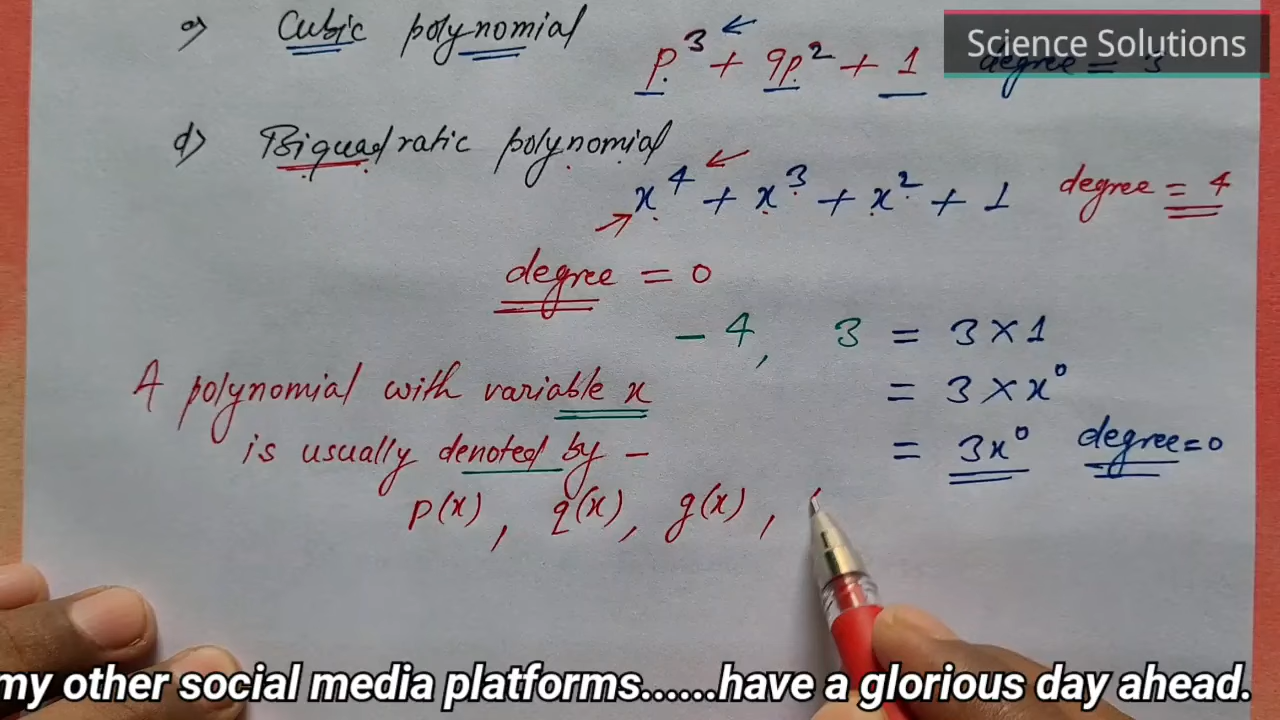 c) Cubic polynomial
Science Solutions
p³ + 9p² + 1 degree = 3
d) Biquadratic polynomial
x⁴ + x³ + x² + 1 degree = 4
degree = 0
- 4, 3 = 3 × 1
A polynomial with variable x
= 3 × x⁰
is usually denoted by -
= 3x⁰ degree = 0
p(x), q(x), g(x),
my other social media platforms......have a glorious day ahead.